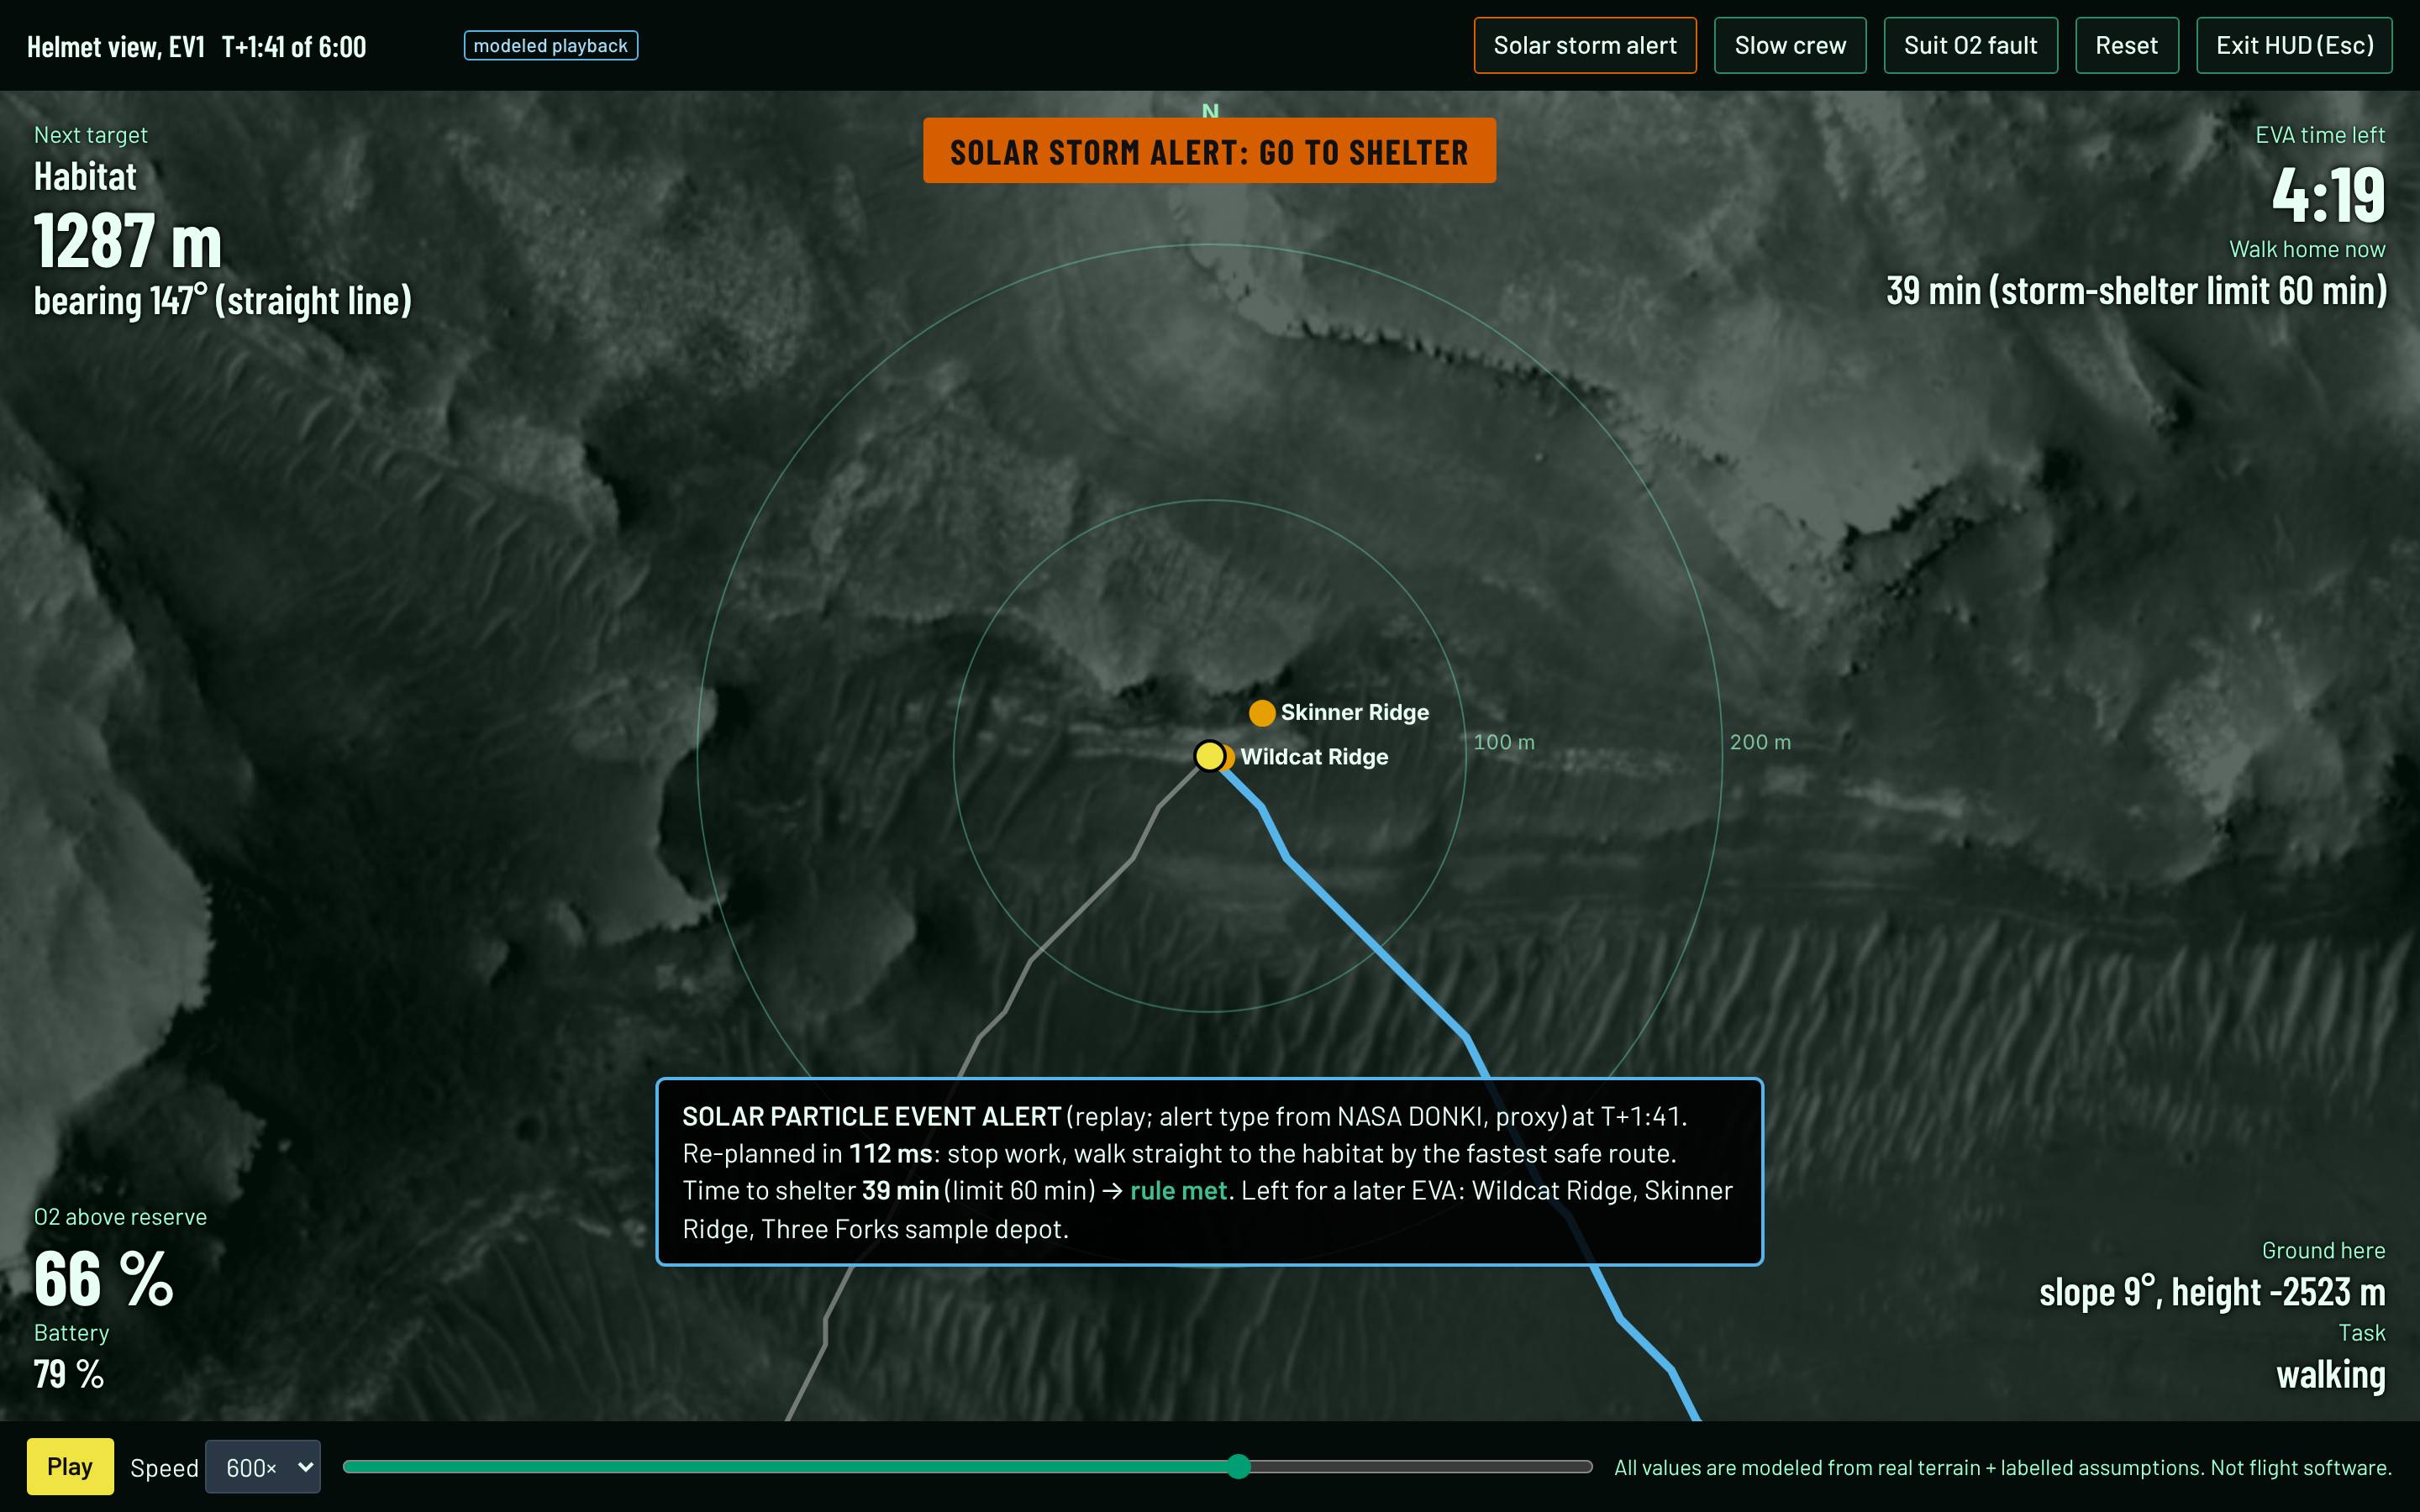 Helmet view, EV1 T+1:41 of 6:00
modeled playback
Solar storm alert
Slow crew
Suit O2 fault
Reset
Exit HUD (Esc)
N
SOLAR STORM ALERT: GO TO SHELTER
Next target
Habitat
1287 m
bearing 147° (straight line)
EVA time left
4:19
Walk home now
39 min (storm-shelter limit 60 min)
Skinner Ridge
Wildcat Ridge
100 m
200 m
SOLAR PARTICLE EVENT ALERT (replay; alert type from NASA DONKI, proxy) at T+1:41.
Re-planned in 112 ms: stop work, walk straight to the habitat by the fastest safe route.
Time to shelter 39 min (limit 60 min) → rule met. Left for a later EVA: Wildcat Ridge, Skinner
Ridge, Three Forks sample depot.
O2 above reserve
66 %
Battery
79 %
Ground here
slope 9°, height -2523 m
Task
walking
Play
Speed
600×
All values are modeled from real terrain + labelled assumptions. Not flight software.